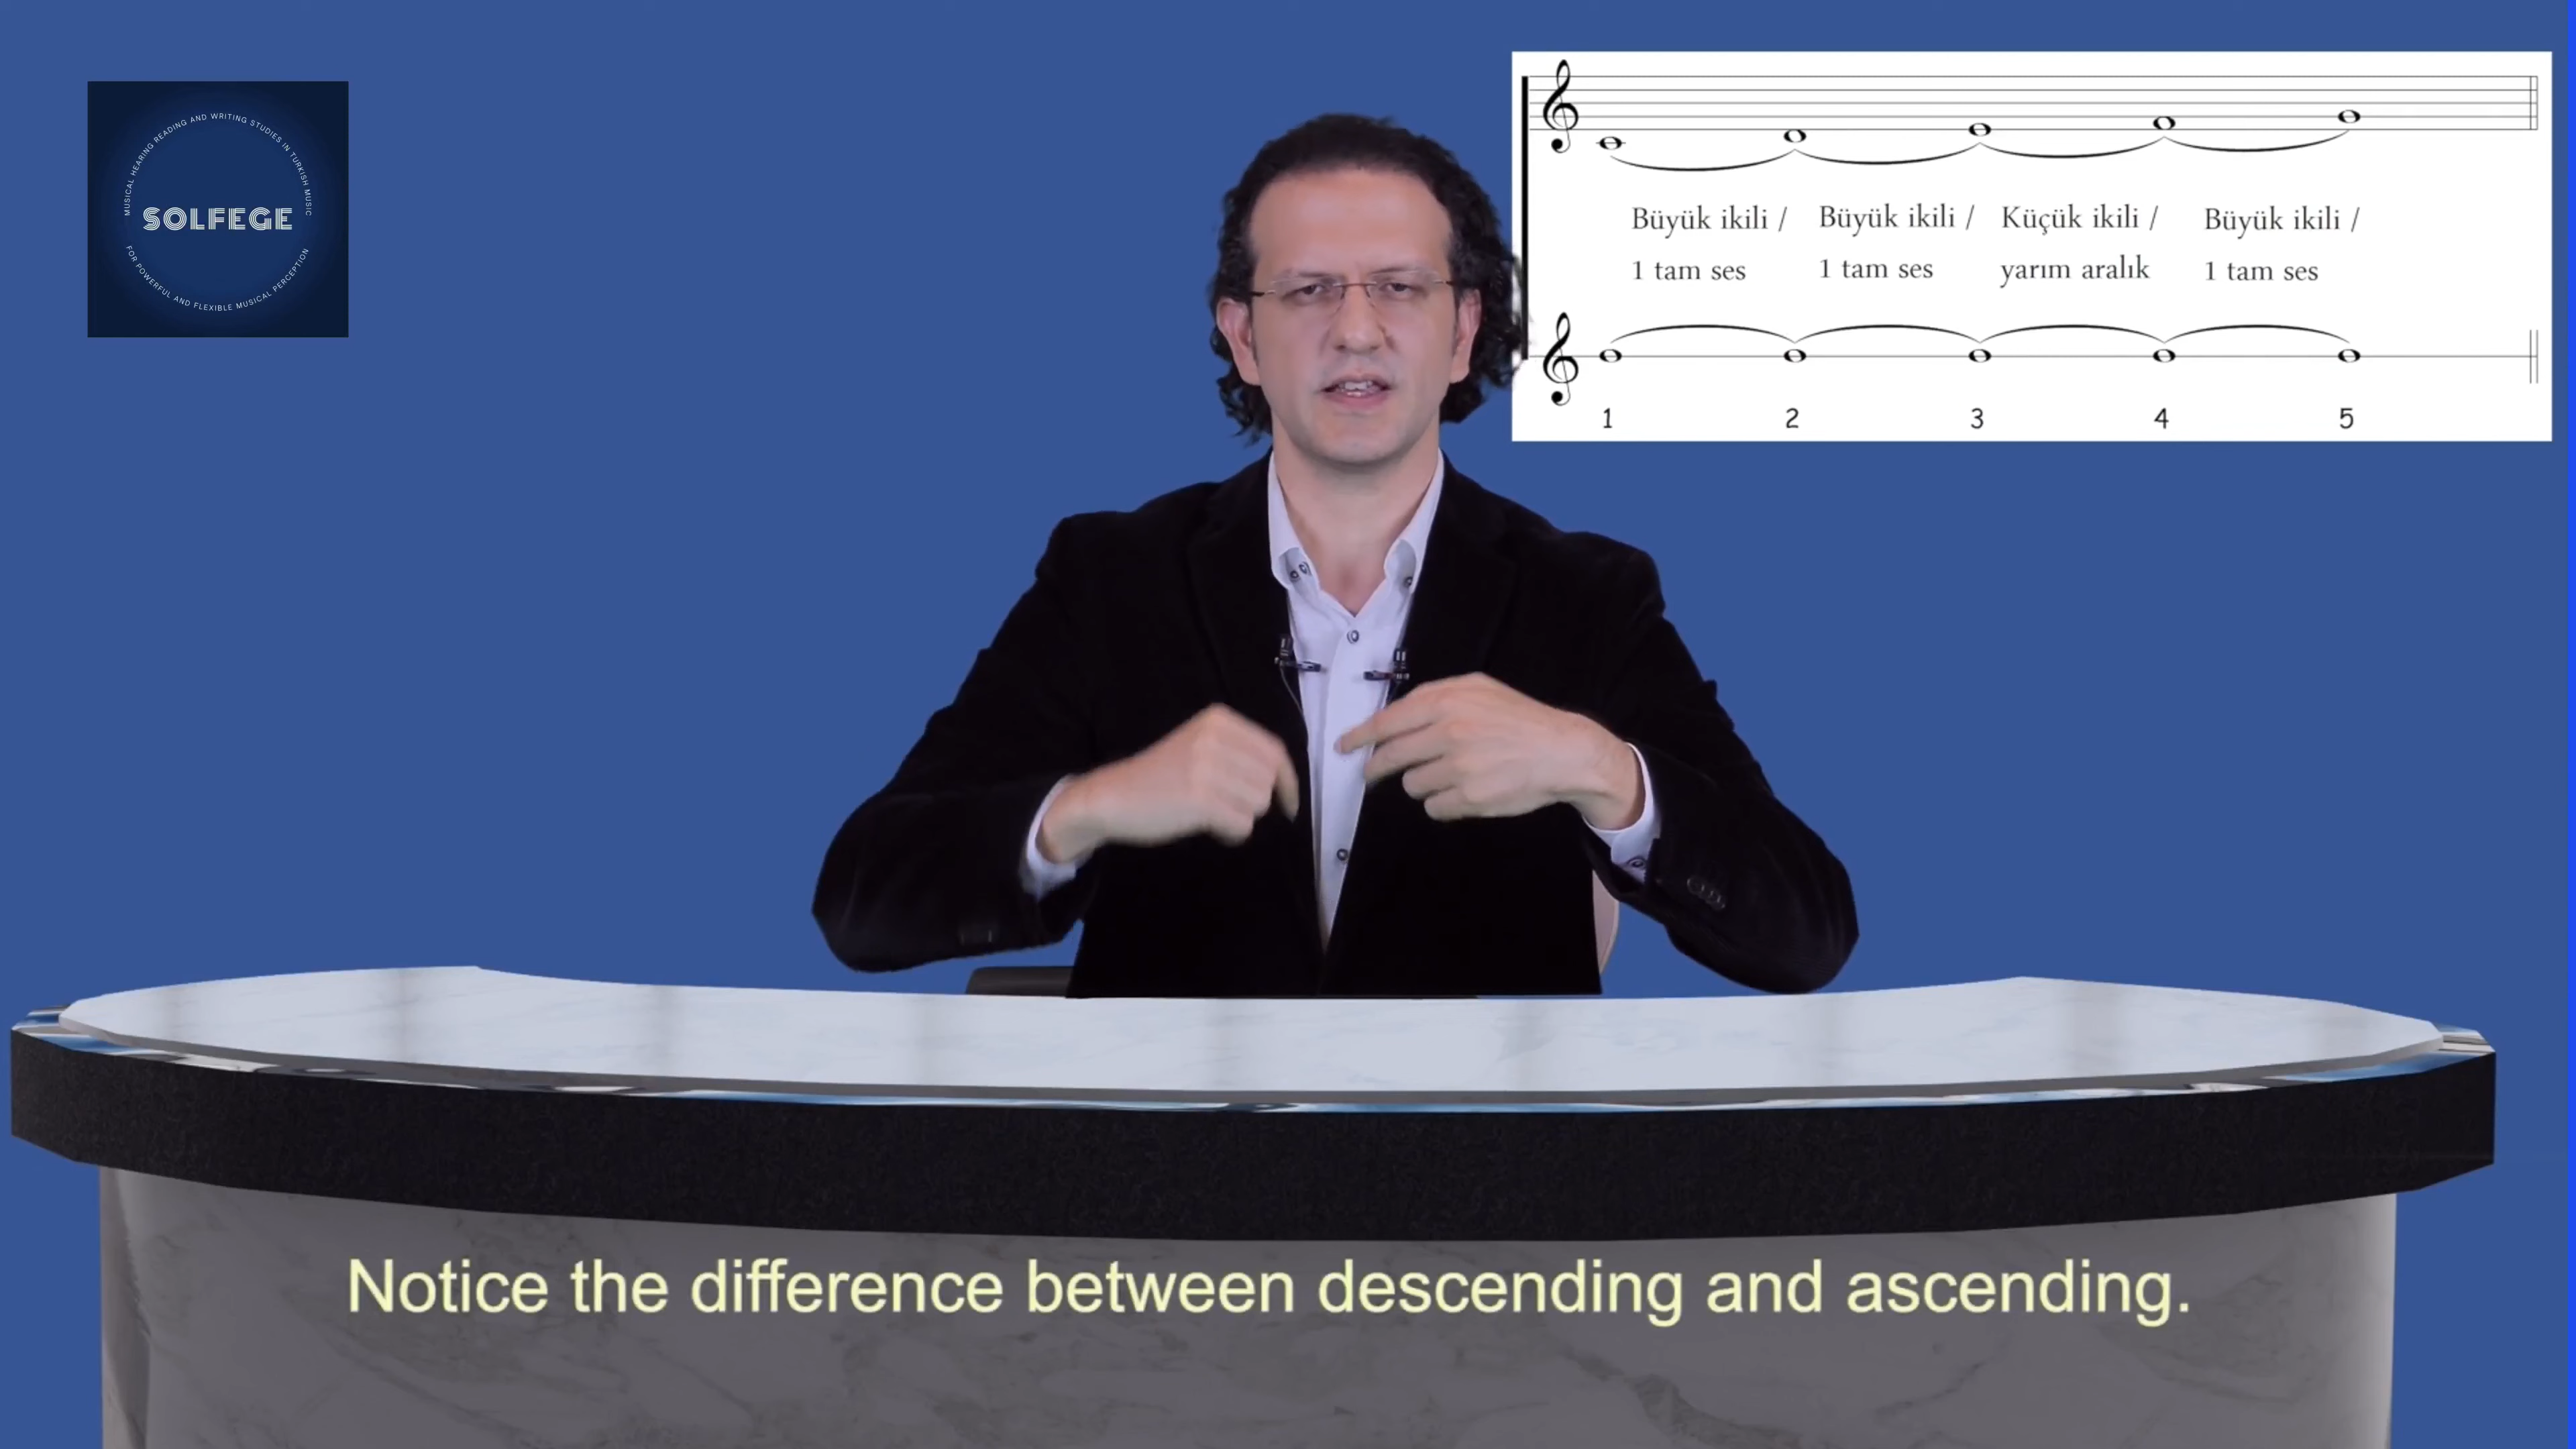 MUSICAL HEARING READING AND WRITING STUDIES IN TURKISH MUSIC
SOLFEGE
FOR POWERFUL AND FLEXIBLE MUSICAL PERCEPTION
Büyük ikili / Büyük ikili / Küçük ikili / Büyük ikili /
1 tam ses 1 tam ses yarım aralık 1 tam ses
1 2 3 4 5
Notice the difference between descending and ascending.